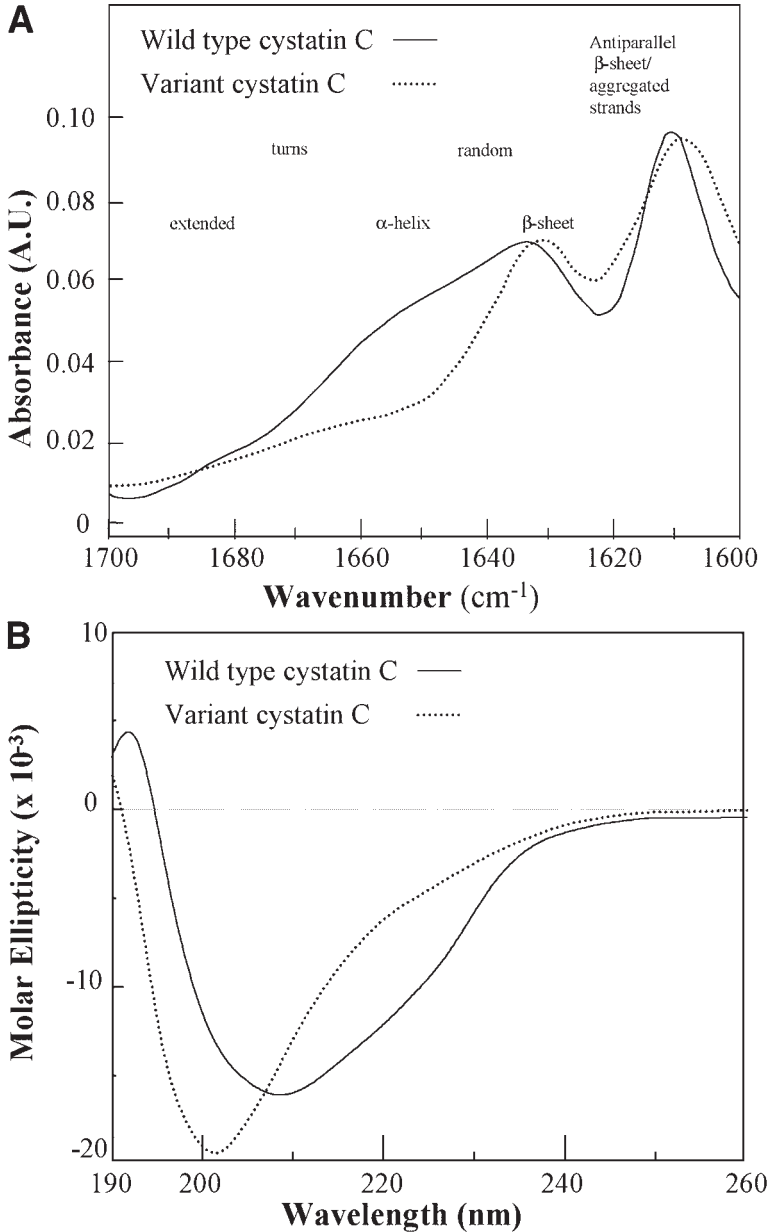 A
Wild type cystatin C
Variant cystatin C
Antiparallel
β-sheet/
aggregated
strands
turns
random
extended
α-helix
β-sheet
Absorbance (A.U.)
0.10
0.08
0.06
0.04
0.02
0
1700
1680
1660
1640
1620
1600
Wavenumber (cm-1)
B
Wild type cystatin C
Variant cystatin C
Molar Ellipticity (x 10-3)
10
0
-10
-20
190
200
220
240
260
Wavelength (nm)